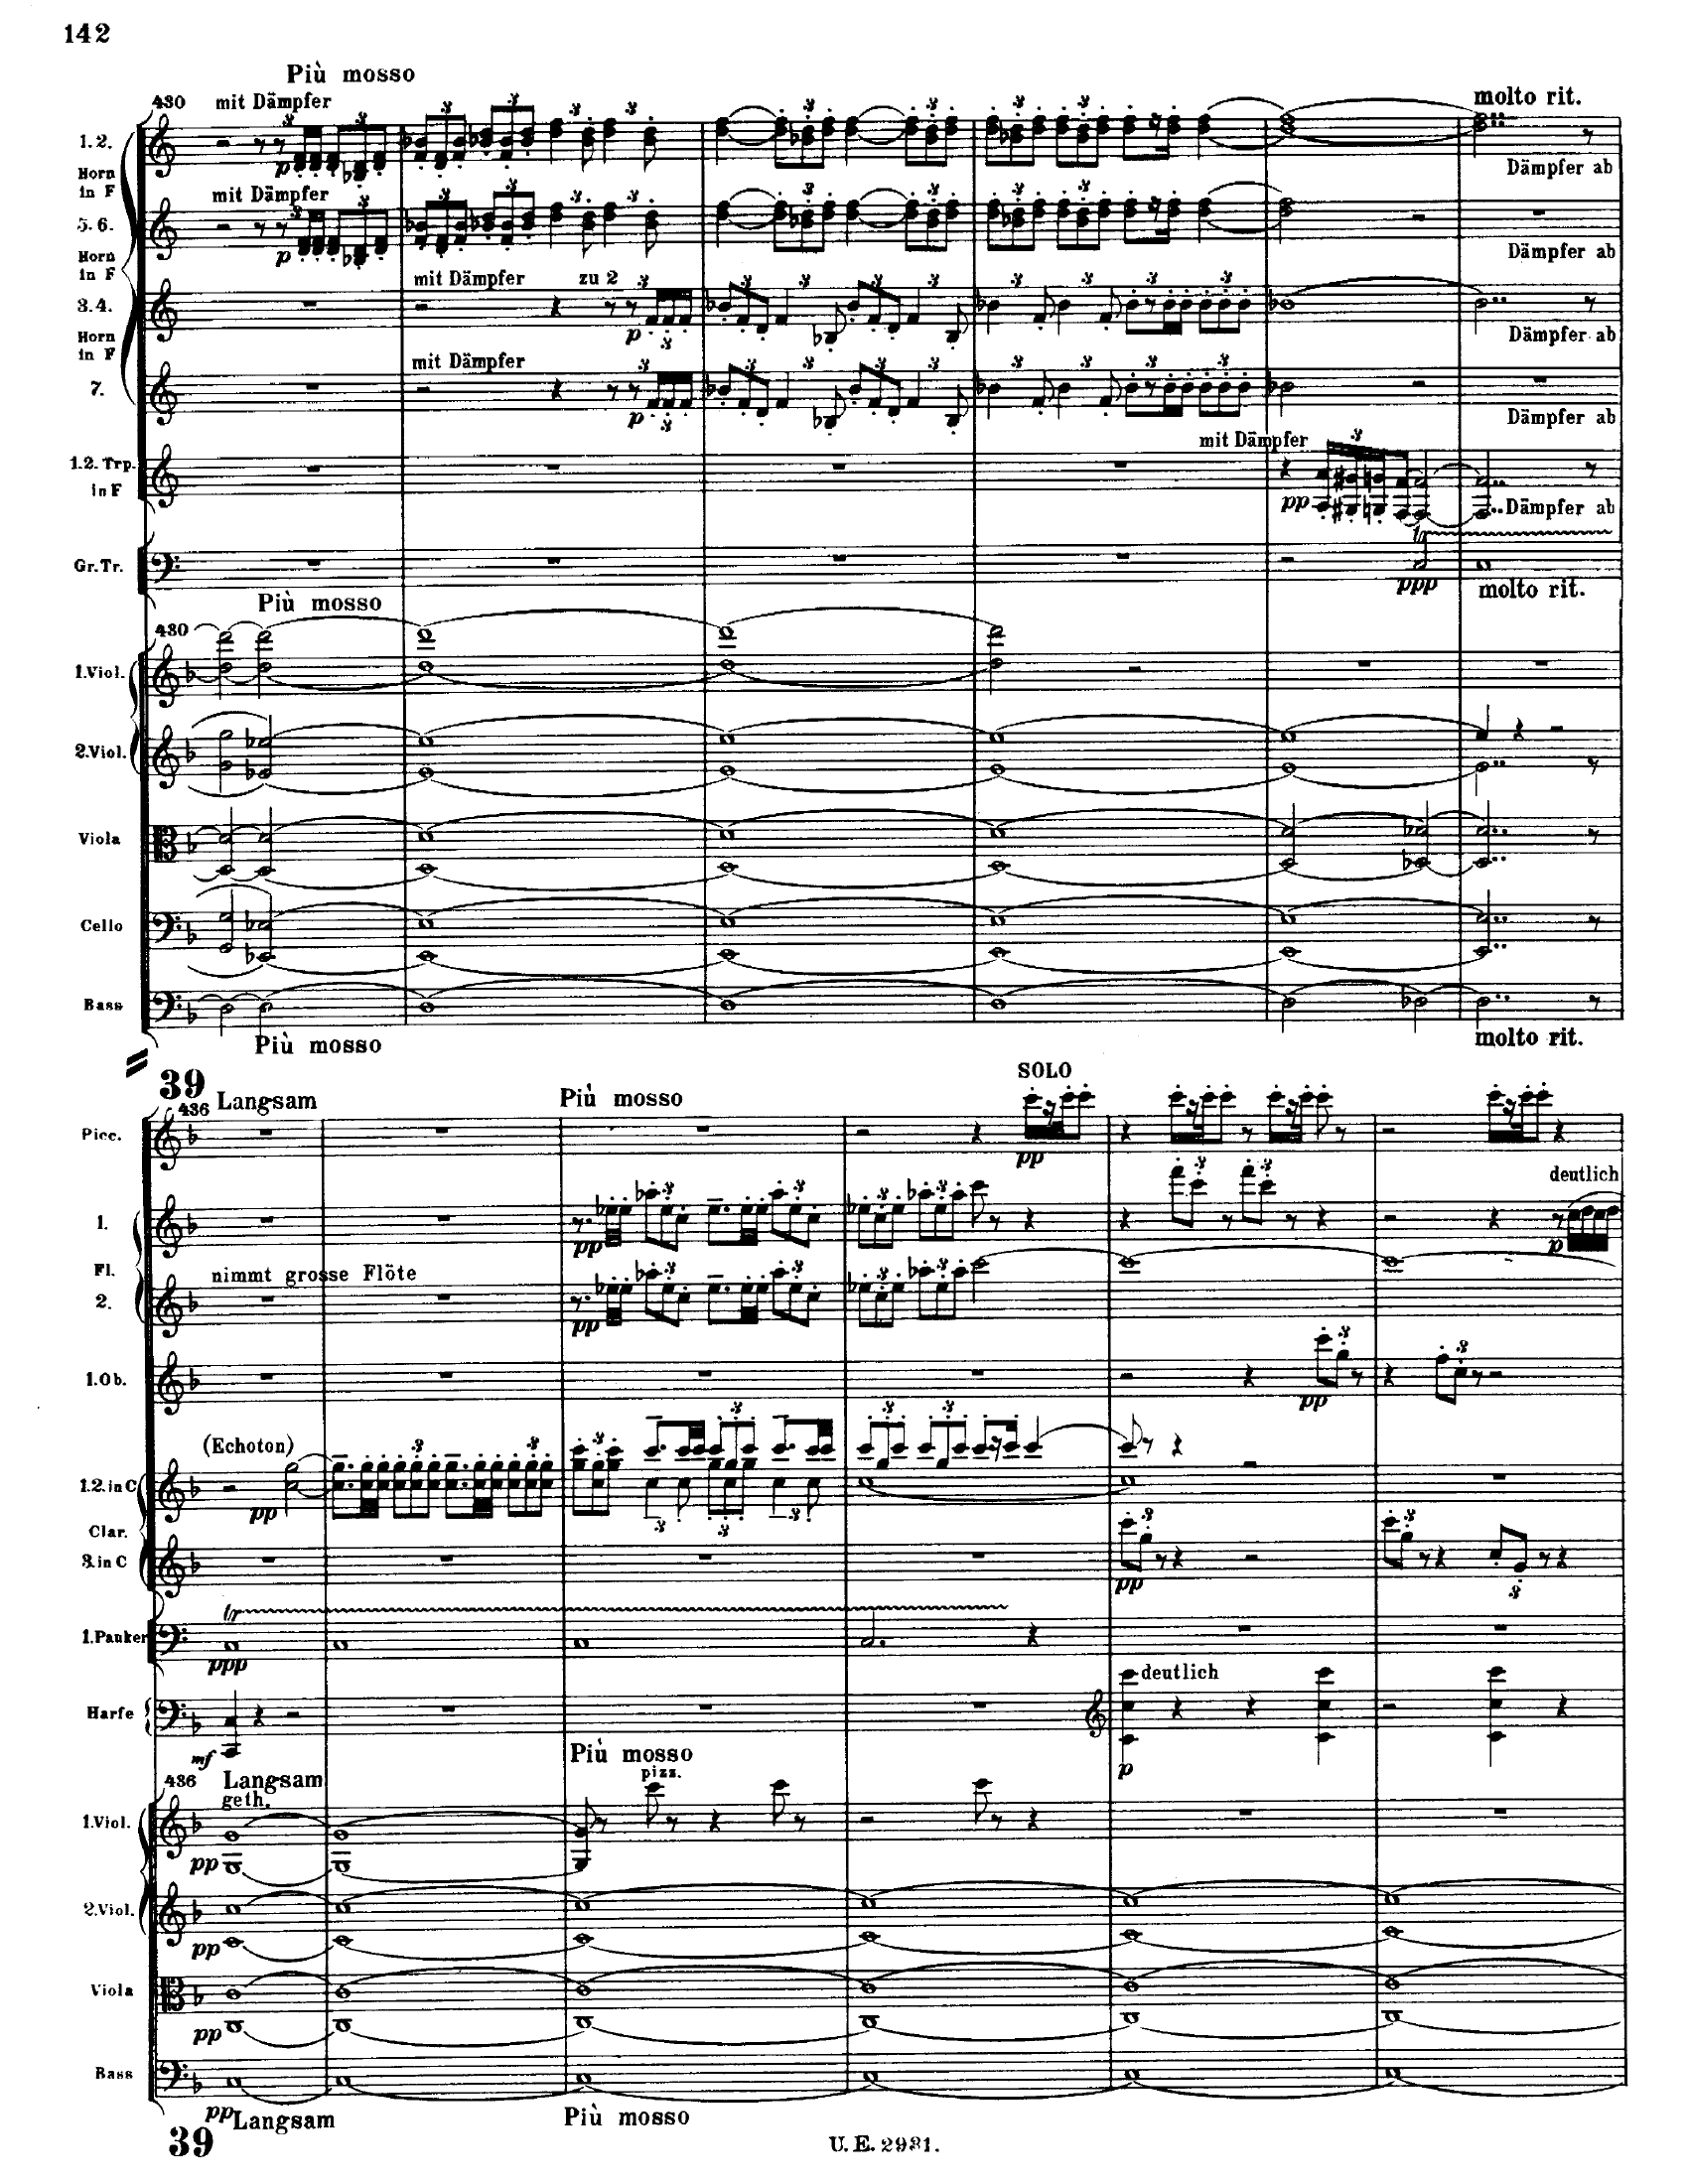 142
Più mosso
430 mit Dämpfer
molto rit.
1. 2.
Horn
in F
Dämpfer ab
mit Dämpfer
5. 6.
Horn
in F
Dämpfer ab
mit Dämpfer zu 2
3. 4.
Horn
in F
Dämpfer ab
mit Dämpfer
7.
Dämpfer ab
mit Dämpfer
1. 2. Trp.
in F
pp
Dämpfer ab
Gr. Tr.
ppp
Più mosso
molto rit.
430
1. Viol.
2. Viol.
Viola
Cello
Bass
Più mosso
molto rit.
39
SOLO
436 Langsam
Più mosso
Picc.
pp
deutlich
1.
pp
p
Fl.
nimmt grosse Flöte
2.
pp
1. Ob.
pp
(Echoton)
1. 2. in C
pp
Clar.
3. in C
pp
1. Pauker
tr
ppp
deutlich
Harfe
mf
p
Più mosso
436 Langsam
pizz.
geth.
1. Viol.
pp
2. Viol.
pp
Viola
pp
Bass
pp Langsam
Più mosso
39
U. E. 2931.